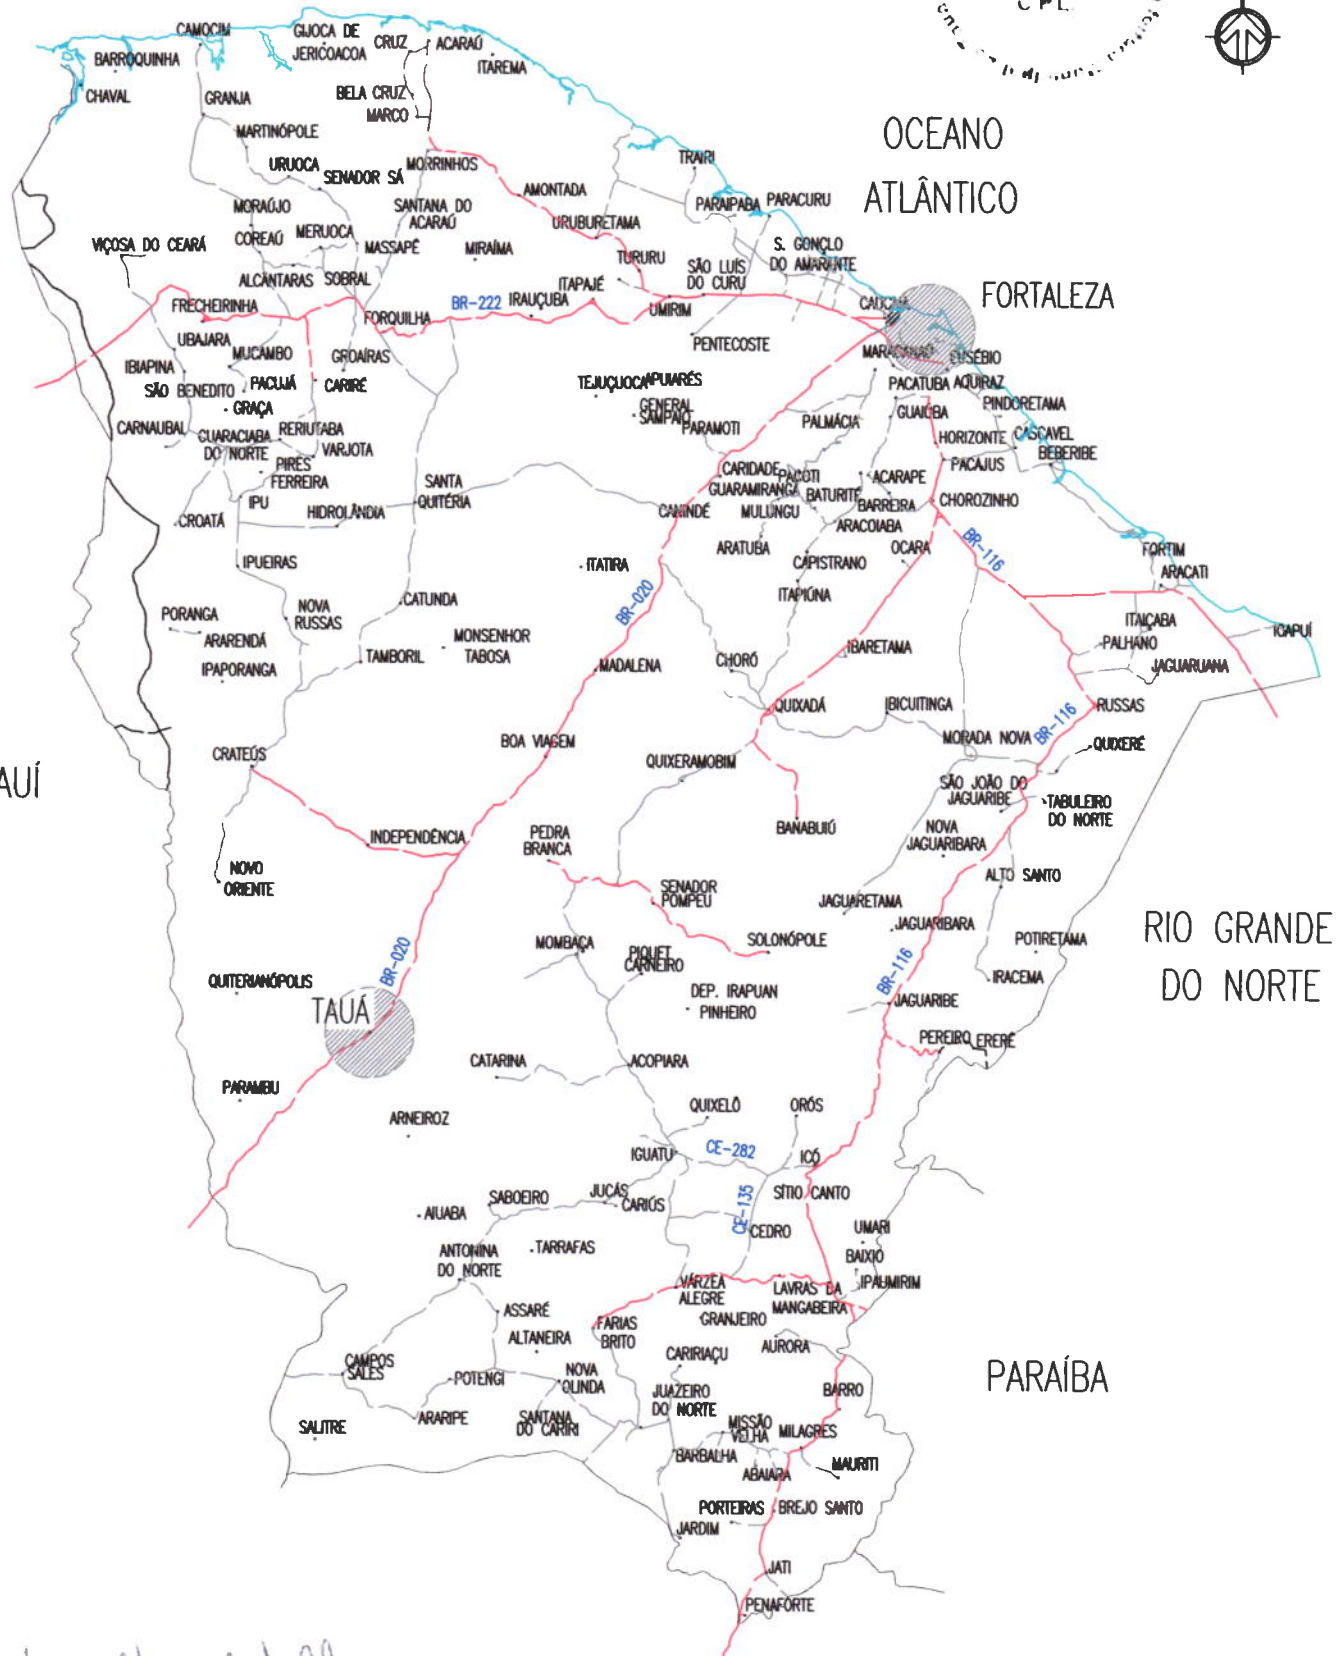 CPL
CAMOCIM
GIJOCA DE
JERICOACOA
CRUZ
ACARAÚ
BARROQUINHA
ITAREMA
CHAVAL
GRANJA
BELA CRUZ
MARCO
MARTINÓPOLE
OCEANO
ATLÂNTICO
URUOCA
SENADOR SÁ
MORRINHOS
TRAIRI
AMONTADA
MORAÚJO
SANTANA DO
ACARAÚ
PARAIPABA
PARACURU
URUBURETAMA
VIÇOSA DO CEARÁ
COREAÚ
MERUOCA
MASSAPÊ
MIRAÍMA
TURURU
S. GONÇLO
DO AMARANTE
ALCÂNTARAS
SOBRAL
ITAPAJÉ
SÃO LUÍS
DO CURU
FORTALEZA
FRECHEIRINHA
BR-222
IRAUÇUBA
UMIRIM
FORQUILHA
UBAJARA
MUCAMBO
GROAÍRAS
PENTECOSTE
EUSÉBIO
IBIAPINA
SÃO BENEDITO
PACUJÁ
CARIRÉ
TEJUÇUOCA
APUIARÉS
PACATUBA
AQUIRAZ
GRAÇA
GENERAL
SAMPAIO
PARAMOTI
PALMÁCIA
GUAIÚBA
PINDORETAMA
CARNAUBAL
GUARACIABA
DO NORTE
RERIUTABA
VARJOTA
HORIZONTE
CASCAVEL
BEBERIBE
PIRES
FERREIRA
CARIDADE
PACOTI
ACARAPE
PACAJUS
IPU
SANTA
QUITÉRIA
GUARAMIRANGA
BATURITÉ
BARREIRA
CHOROZINHO
CROATÁ
HIDROLÂNDIA
CANINDÉ
MULUNGU
ARACOIABA
ARATUBA
CAPISTRANO
OCARA
BR-116
FORTIM
IPUEIRAS
ITATIRA
ARACATI
BR-020
ITAPIÚNA
PORANGA
NOVA
RUSSAS
CATUNDA
ITAIÇABA
ICAPUÍ
ARARENDÁ
MONSENHOR
TABOSA
IBARETAMA
PALHANO
IPAPORANGA
TAMBORIL
MADALENA
CHORÓ
JAGUARUANA
QUIXADÁ
IBICUITINGA
RUSSAS
BR-116
CRATEÚS
BOA VIAGEM
QUIXERAMOBIM
MORADA NOVA
QUIXERÉ
AUÍ
SÃO JOÃO DO
JAGUARIBE
TABULEIRO
DO NORTE
INDEPENDÊNCIA
PEDRA
BRANCA
BANABUIÚ
NOVA
JAGUARIBARA
NOVO
ORIENTE
SENADOR
POMPEU
ALTO SANTO
JAGUARETAMA
JAGUARIBARA
RIO GRANDE
DO NORTE
MOMBAÇA
PIQUET
CARNEIRO
SOLONÓPOLE
POTIRETAMA
BR-020
BR-116
IRACEMA
QUITERIANÓPOLIS
DEP. IRAPUAN
PINHEIRO
JAGUARIBE
TAUÁ
PEREIRO
ERERÊ
CATARINA
ACOPIARA
PARAMBU
ARNEIROZ
QUIXELÔ
ORÓS
IGUATU
CE-282
ICÓ
SABOEIRO
JUCÁS
CARIÚS
CE-135
SÍTIO CANTO
AIUABA
UMARI
CEDRO
ANTONINA
DO NORTE
TARRAFAS
BAIXIO
IPAUMIRIM
VÁRZEA
ALEGRE
LAVRAS DA
MANGABEIRA
ASSARÉ
GRANJEIRO
FARIAS
BRITO
ALTANEIRA
CARIRIAÇU
AURORA
CAMPOS
SALES
POTENGI
NOVA
OLINDA
PARAÍBA
JUAZEIRO
DO NORTE
BARRO
ARARIPE
SANTANA
DO CARIRI
SALITRE
MISSÃO
VELHA
MILAGRES
BARBALHA
ABAIARA
MAURITI
PORTEIRAS
BREJO SANTO
JARDIM
JATI
PENAFORTE